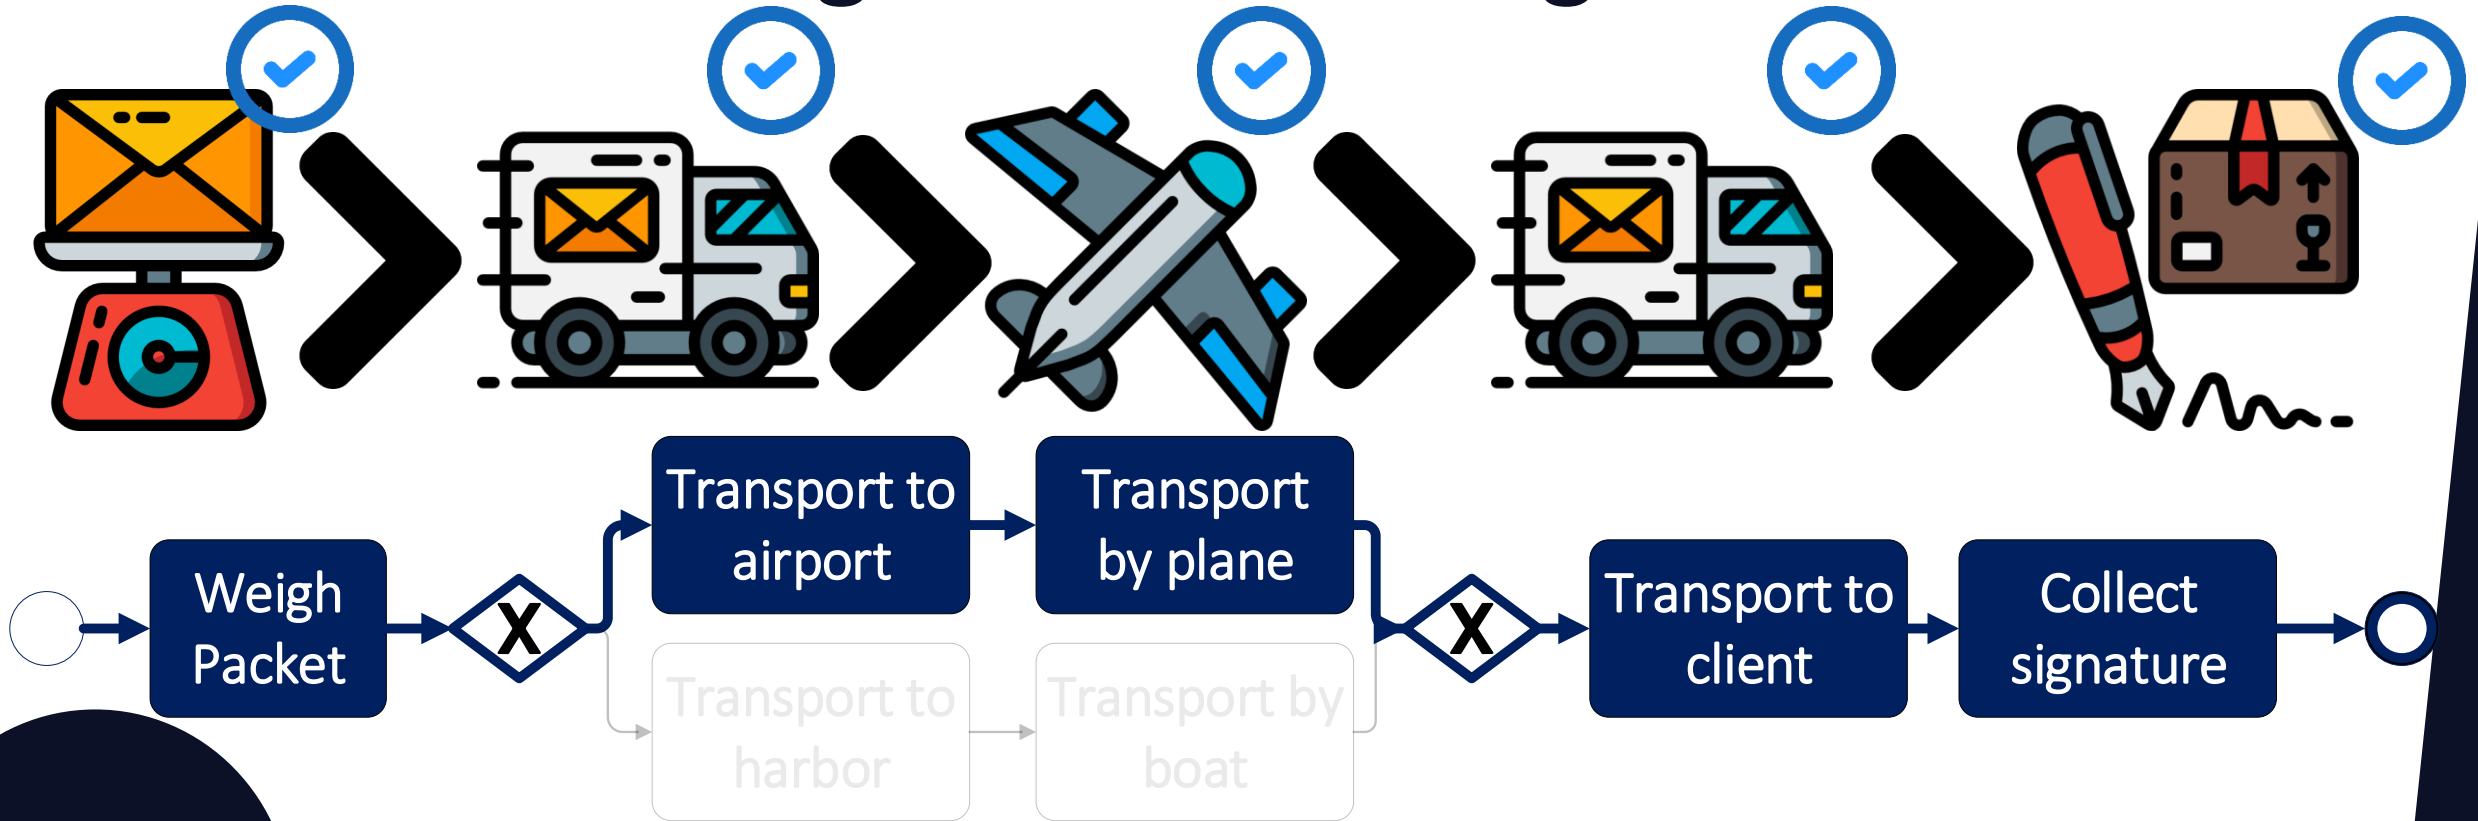 Weigh
Packet
X
Transport to
airport
Transport
by plane
Transport to
harbor
Transport by
boat
X
Transport to
client
Collect
signature